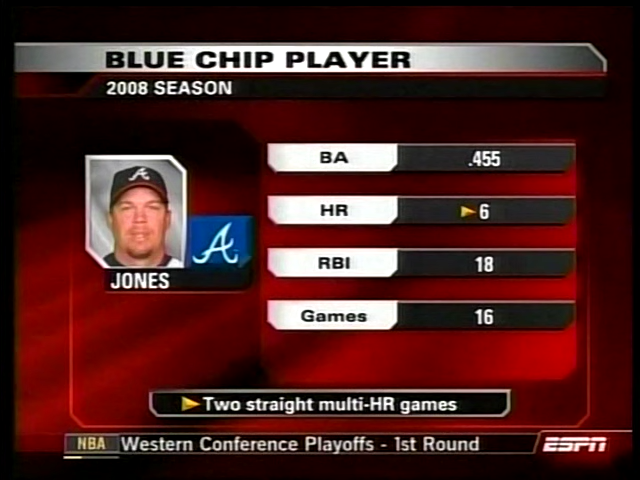 BLUE CHIP PLAYER
2008 SEASON
BA .455
HR 6
RBI 18
Games 16
A
A
JONES
Two straight multi-HR games
NBA Western Conference Playoffs - 1st Round ESPN